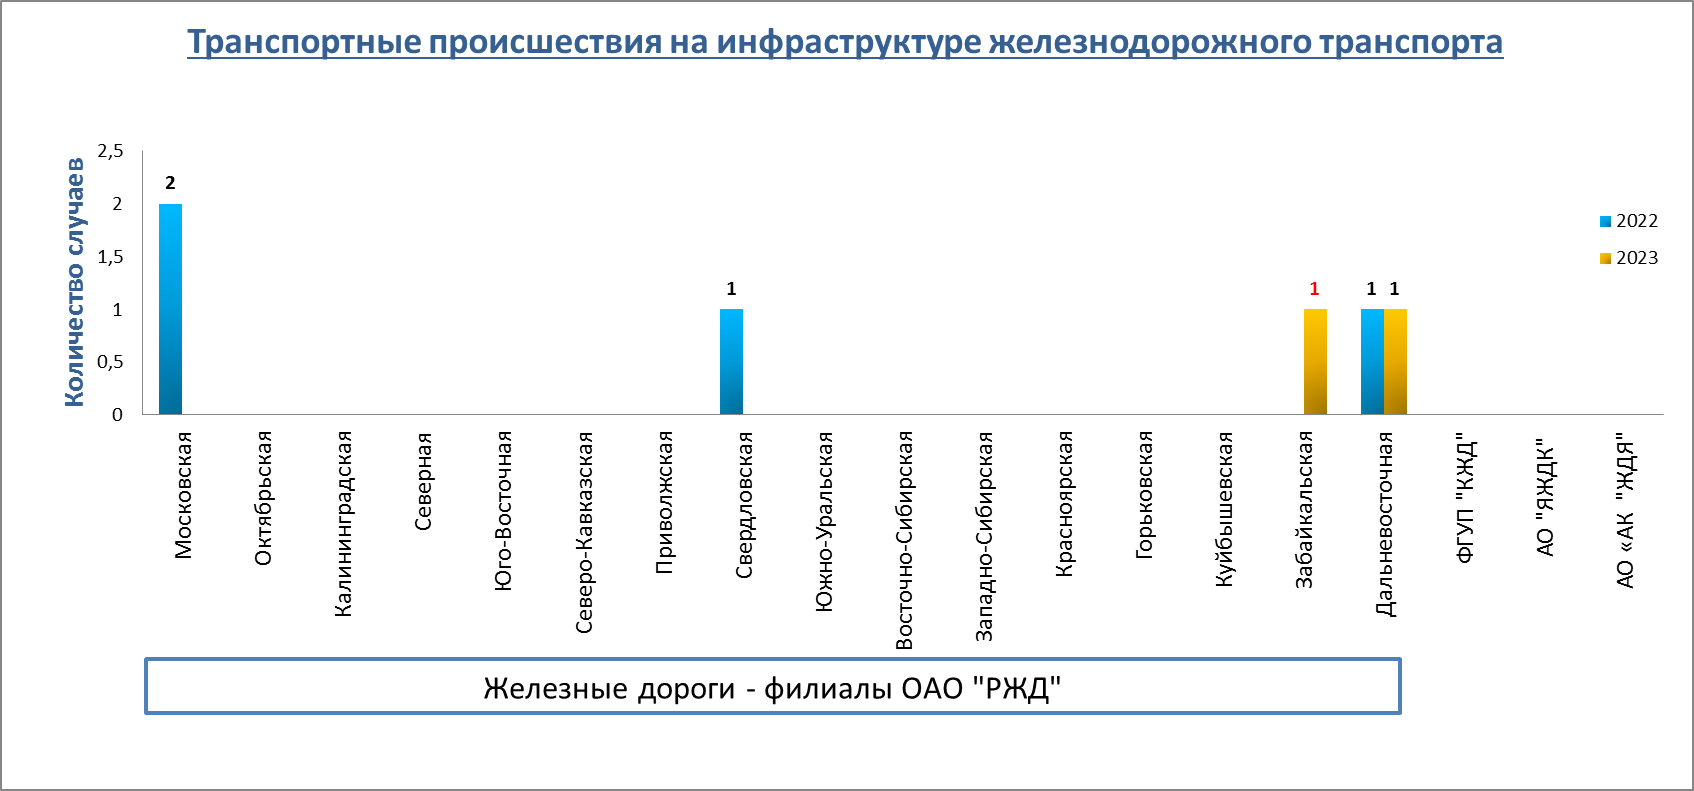 Транспортные происшествия на инфраструктуре железнодорожного транспорта
Количество случаев
2,5
2
1,5
1
0,5
0
2
1
1
1
1
2022
2023
Московская
Октябрьская
Калининградская
Северная
Юго-Восточная
Северо-Кавказская
Приволжская
Свердловская
Южно-Уральская
Восточно-Сибирская
Западно-Сибирская
Красноярская
Горьковская
Куйбышевская
Забайкальская
Дальневосточная
ФГУП "КЖД"
АО "ЯЖДК"
АО «АК "ЖДЯ"
Железные дороги - филиалы ОАО "РЖД"